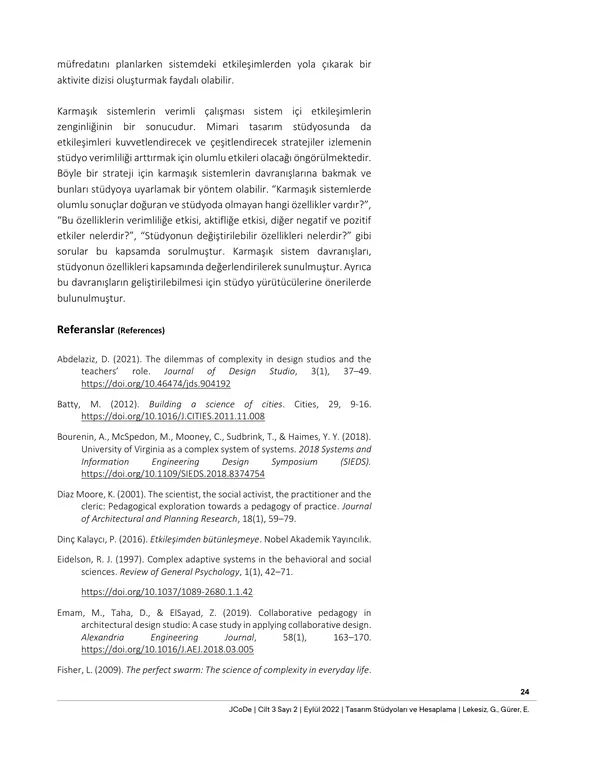 müfredatını planlarken sistemdeki etkileşimlerden yola çıkarak bir
aktivite dizisi oluşturmak faydalı olabilir.
Karmaşık sistemlerin verimli çalışması sistem içi etkileşimlerin
zenginliğinin bir sonucudur. Mimari tasarım stüdyosunda da
etkileşimleri kuvvetlendirecek ve çeşitlendirecek stratejiler izlemenin
stüdyo verimliliği arttırmak için olumlu etkileri olacağı öngörülmektedir.
Böyle bir strateji için karmaşık sistemlerin davranışlarına bakmak ve
bunları stüdyoya uyarlamak bir yöntem olabilir. “Karmaşık sistemlerde
olumlu sonuçlar doğuran ve stüdyoda olmayan hangi özellikler vardır?”,
“Bu özelliklerin verimliliğe etkisi, aktifliğe etkisi, diğer negatif ve pozitif
etkiler nelerdir?”, “Stüdyonun değiştirilebilir özellikleri nelerdir?” gibi
sorular bu kapsamda sorulmuştur. Karmaşık sistem davranışları,
stüdyonun özellikleri kapsamında değerlendirilerek sunulmuştur. Ayrıca
bu davranışların geliştirilebilmesi için stüdyo yürütücülerine önerilerde
bulunulmuştur.
Referanslar (References)
Abdelaziz, D. (2021). The dilemmas of complexity in design studios and the
teachers’ role. Journal of Design Studio, 3(1), 37–49.
https://doi.org/10.46474/jds.904192
Batty, M. (2012). Building a science of cities. Cities, 29, 9-16.
https://doi.org/10.1016/J.CITIES.2011.11.008
Bourenin, A., McSpedon, M., Mooney, C., Sudbrink, T., & Haimes, Y. Y. (2018).
University of Virginia as a complex system of systems. 2018 Systems and
Information Engineering Design Symposium (SIEDS).
https://doi.org/10.1109/SIEDS.2018.8374754
Diaz Moore, K. (2001). The scientist, the social activist, the practitioner and the
cleric: Pedagogical exploration towards a pedagogy of practice. Journal
of Architectural and Planning Research, 18(1), 59–79.
Dinç Kalaycı, P. (2016). Etkileşimden bütünleşmeye. Nobel Akademik Yayıncılık.
Eidelson, R. J. (1997). Complex adaptive systems in the behavioral and social
sciences. Review of General Psychology, 1(1), 42–71.
https://doi.org/10.1037/1089-2680.1.1.42
Emam, M., Taha, D., & ElSayad, Z. (2019). Collaborative pedagogy in
architectural design studio: A case study in applying collaborative design.
Alexandria Engineering Journal, 58(1), 163–170.
https://doi.org/10.1016/J.AEJ.2018.03.005
Fisher, L. (2009). The perfect swarm: The science of complexity in everyday life.
24
JCoDe | Cilt 3 Sayı 2 | Eylül 2022 | Tasarım Stüdyoları ve Hesaplama | Lekesiz, G., Gürer, E.